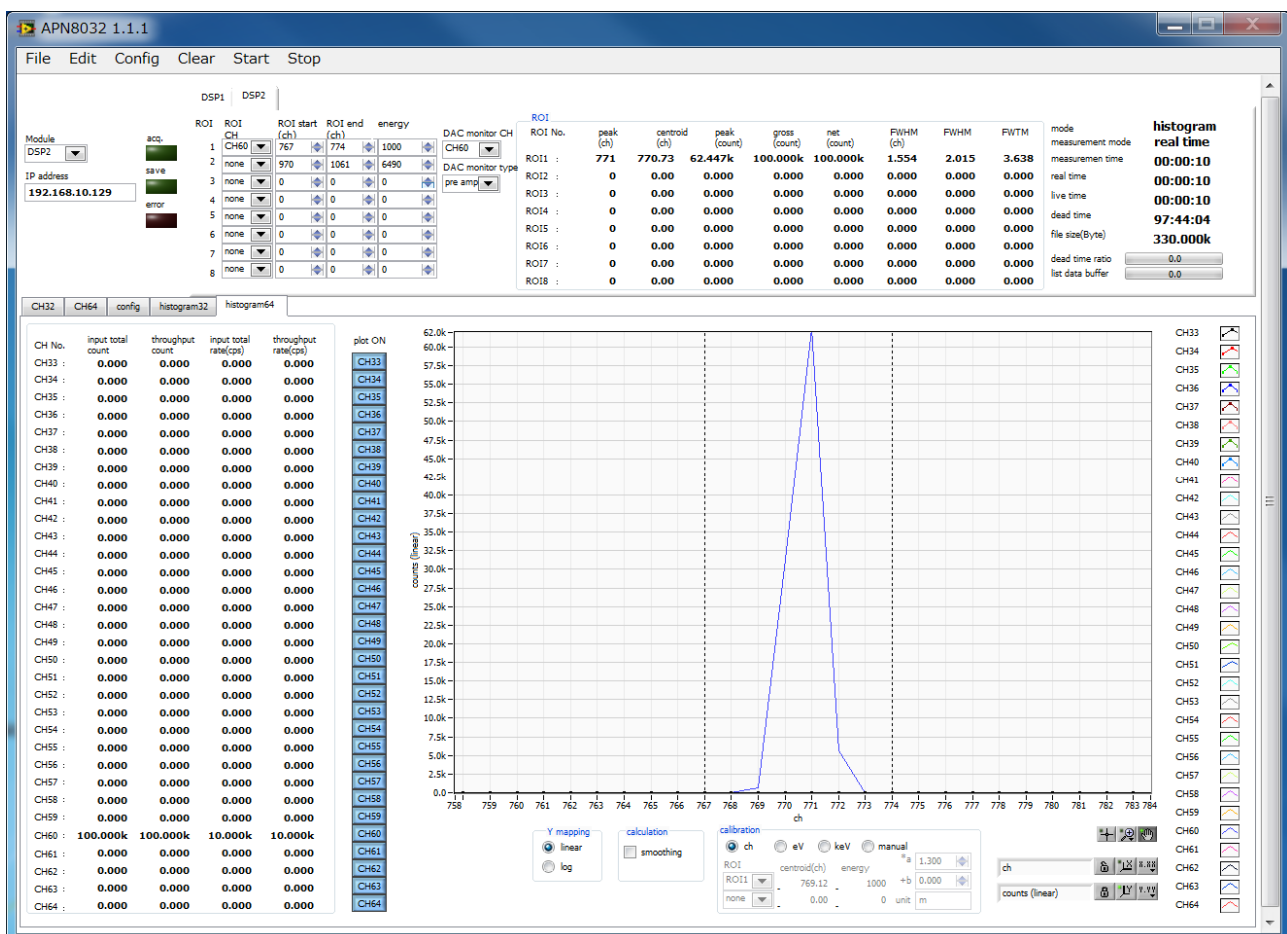 APN8032 1.1.1
File Edit Config Clear Start Stop
DSP1 DSP2
Module
DSP2
IP address
192.168.10.129
acq.
save
error
ROI ROI CH ROI start (ch) ROI end (ch) energy
1 CH60 767 774 1000
2 none 970 1061 6490
3 none 0 0 0
4 none 0 0 0
5 none 0 0 0
6 none 0 0 0
7 none 0 0 0
8 none 0 0 0
DAC monitor CH
CH60
DAC monitor type
pre amp
ROI
ROI No. peak (ch) centroid (ch) peak (count) gross (count) net (count) FWHM (ch) FWHM FWTM
ROI1 : 771 770.73 62.447k 100.000k 100.000k 1.554 2.015 3.638
ROI2 : 0 0.00 0.000 0.000 0.000 0.000 0.000 0.000
ROI3 : 0 0.00 0.000 0.000 0.000 0.000 0.000 0.000
ROI4 : 0 0.00 0.000 0.000 0.000 0.000 0.000 0.000
ROI5 : 0 0.00 0.000 0.000 0.000 0.000 0.000 0.000
ROI6 : 0 0.00 0.000 0.000 0.000 0.000 0.000 0.000
ROI7 : 0 0.00 0.000 0.000 0.000 0.000 0.000 0.000
ROI8 : 0 0.00 0.000 0.000 0.000 0.000 0.000 0.000
mode histogram
measurement mode real time
measuremen time 00:00:10
real time 00:00:10
live time 00:00:10
dead time 97:44:04
file size(Byte) 330.000k
dead time ratio 0.0
list data buffer 0.0
CH32 CH64 config histogram32 histogram64
CH No. input total count throughput count input total rate(cps) throughput rate(cps)
CH33 : 0.000 0.000 0.000 0.000
CH34 : 0.000 0.000 0.000 0.000
CH35 : 0.000 0.000 0.000 0.000
CH36 : 0.000 0.000 0.000 0.000
CH37 : 0.000 0.000 0.000 0.000
CH38 : 0.000 0.000 0.000 0.000
CH39 : 0.000 0.000 0.000 0.000
CH40 : 0.000 0.000 0.000 0.000
CH41 : 0.000 0.000 0.000 0.000
CH42 : 0.000 0.000 0.000 0.000
CH43 : 0.000 0.000 0.000 0.000
CH44 : 0.000 0.000 0.000 0.000
CH45 : 0.000 0.000 0.000 0.000
CH46 : 0.000 0.000 0.000 0.000
CH47 : 0.000 0.000 0.000 0.000
CH48 : 0.000 0.000 0.000 0.000
CH49 : 0.000 0.000 0.000 0.000
CH50 : 0.000 0.000 0.000 0.000
CH51 : 0.000 0.000 0.000 0.000
CH52 : 0.000 0.000 0.000 0.000
CH53 : 0.000 0.000 0.000 0.000
CH54 : 0.000 0.000 0.000 0.000
CH55 : 0.000 0.000 0.000 0.000
CH56 : 0.000 0.000 0.000 0.000
CH57 : 0.000 0.000 0.000 0.000
CH58 : 0.000 0.000 0.000 0.000
CH59 : 0.000 0.000 0.000 0.000
CH60 : 100.000k 100.000k 10.000k 10.000k
CH61 : 0.000 0.000 0.000 0.000
CH62 : 0.000 0.000 0.000 0.000
CH63 : 0.000 0.000 0.000 0.000
CH64 : 0.000 0.000 0.000 0.000
plot ON
CH33
CH34
CH35
CH36
CH37
CH38
CH39
CH40
CH41
CH42
CH43
CH44
CH45
CH46
CH47
CH48
CH49
CH50
CH51
CH52
CH53
CH54
CH55
CH56
CH57
CH58
CH59
CH60
CH61
CH62
CH63
CH64
counts (linear)
62.0k
60.0k
57.5k
55.0k
52.5k
50.0k
47.5k
45.0k
42.5k
40.0k
37.5k
35.0k
32.5k
30.0k
27.5k
25.0k
22.5k
20.0k
17.5k
15.0k
12.5k
10.0k
7.5k
5.0k
2.5k
0.0
758 759 760 761 762 763 764 765 766 767 768 769 770 771 772 773 774 775 776 777 778 779 780 781 782 783 784
ch
CH33
CH34
CH35
CH36
CH37
CH38
CH39
CH40
CH41
CH42
CH43
CH44
CH45
CH46
CH47
CH48
CH49
CH50
CH51
CH52
CH53
CH54
CH55
CH56
CH57
CH58
CH59
CH60
CH61
CH62
CH63
CH64
Y mapping
linear
log
calculation
smoothing
calibration
ch eV keV manual
ROI centroid(ch) energy
ROI1 769.12 1000
none 0.00 0
*a 1.300
+b 0.000
unit m
ch
counts (linear)
X.XX
Y.YY